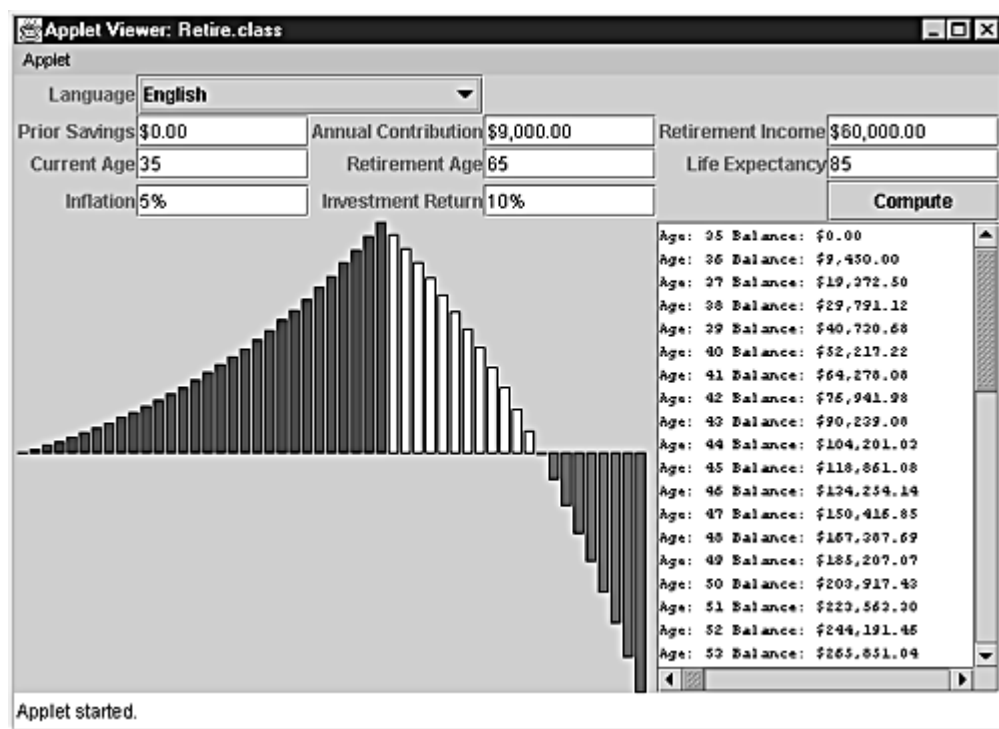 Applet Viewer: Retire.class
Applet
Language English
Prior Savings $0.00 Annual Contribution $9,000.00 Retirement Income $60,000.00
Current Age 35 Retirement Age 65 Life Expectancy 85
Inflation 5% Investment Return 10% Compute
Age: 35 Balance: $0.00
Age: 36 Balance: $9,450.00
Age: 37 Balance: $19,372.50
Age: 38 Balance: $29,791.12
Age: 39 Balance: $40,730.68
Age: 40 Balance: $52,217.22
Age: 41 Balance: $64,278.08
Age: 42 Balance: $76,941.98
Age: 43 Balance: $90,239.08
Age: 44 Balance: $104,201.03
Age: 45 Balance: $118,861.08
Age: 46 Balance: $134,254.14
Age: 47 Balance: $150,416.85
Age: 48 Balance: $167,387.69
Age: 49 Balance: $185,207.07
Age: 50 Balance: $203,917.43
Age: 51 Balance: $223,563.30
Age: 52 Balance: $244,191.46
Age: 53 Balance: $265,851.04
Applet started.